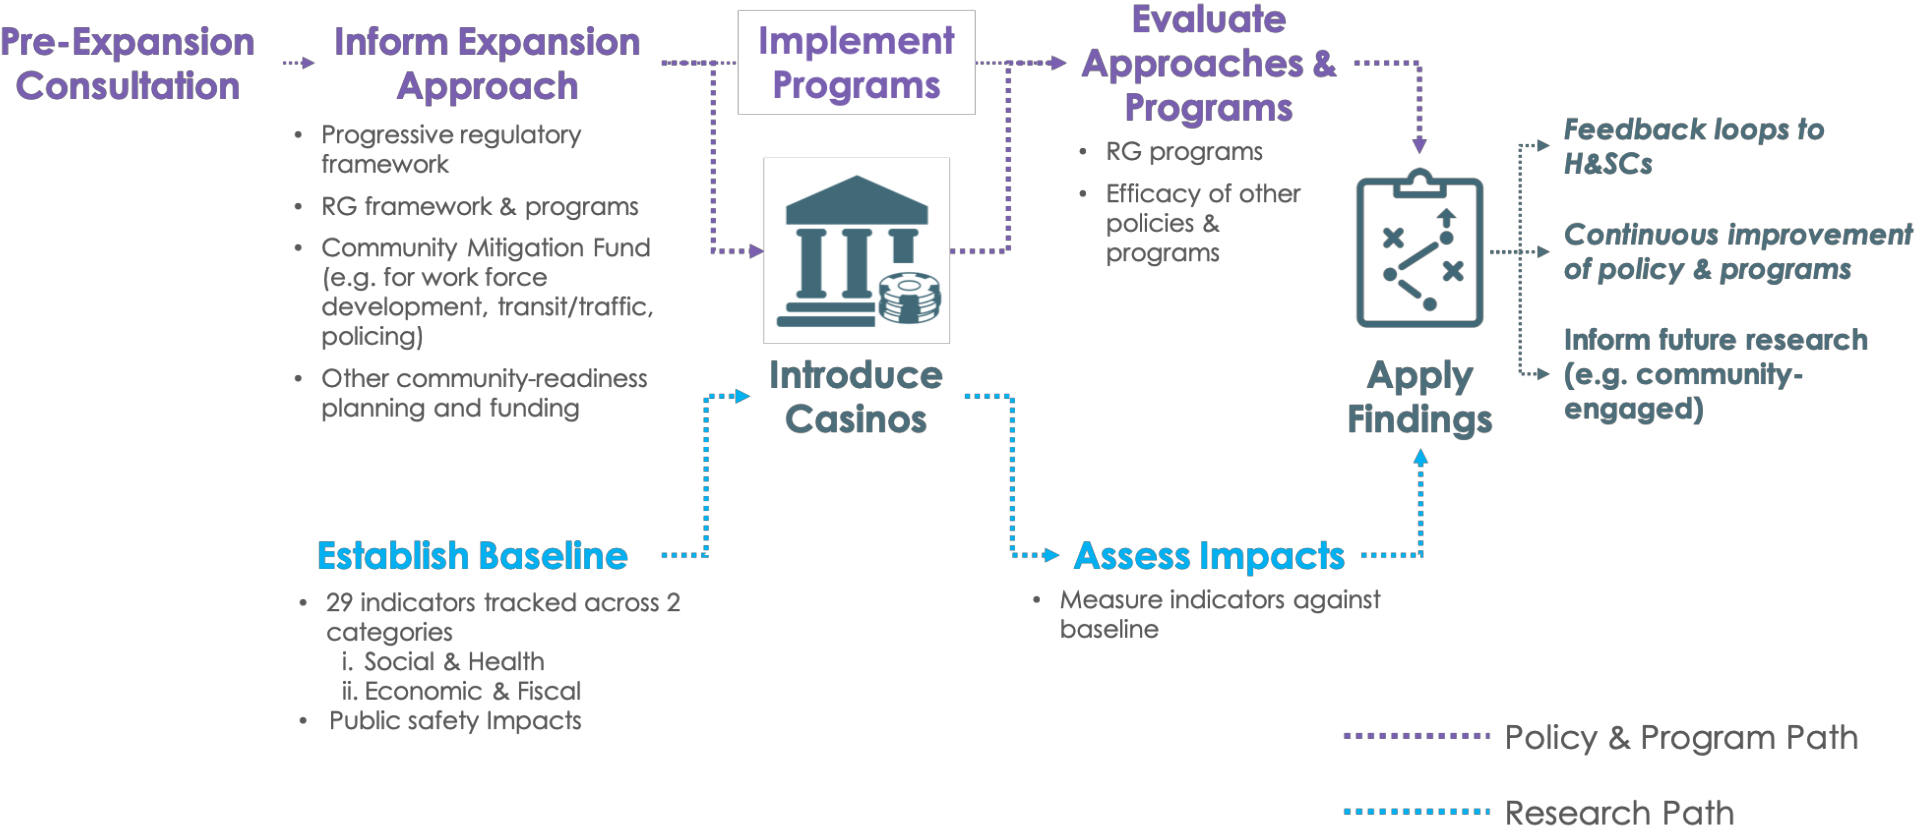 Pre-Expansion
Consultation
Inform Expansion
Approach
• Progressive regulatory
framework
• RG framework & programs
• Community Mitigation Fund
(e.g. for work force
development, transit/traffic,
policing)
• Other community-readiness
planning and funding
Implement
Programs
Introduce
Casinos
Evaluate
Approaches &
Programs
• RG programs
• Efficacy of other
policies &
programs
Apply
Findings
Feedback loops to
H&SCs
Continuous improvement
of policy & programs
Inform future research
(e.g. community-
engaged)
Establish Baseline
• 29 indicators tracked across 2
categories
i. Social & Health
ii. Economic & Fiscal
• Public safety Impacts
Assess Impacts
• Measure indicators against
baseline
Policy & Program Path
Research Path